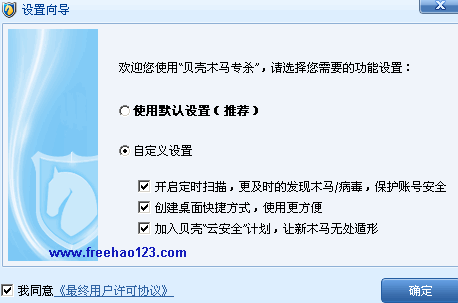 设置向导
欢迎您使用“贝壳木马专杀”,请选择您需要的功能设置:
使用默认设置(推荐)
自定义设置
开启定时扫描,更及时的发现木马/病毒,保护账号安全
创建桌面快捷方式,使用更方便
加入贝壳“云安全”计划,让新木马无处遁形
www.freehao123.com
我同意《最终用户许可协议》
确定